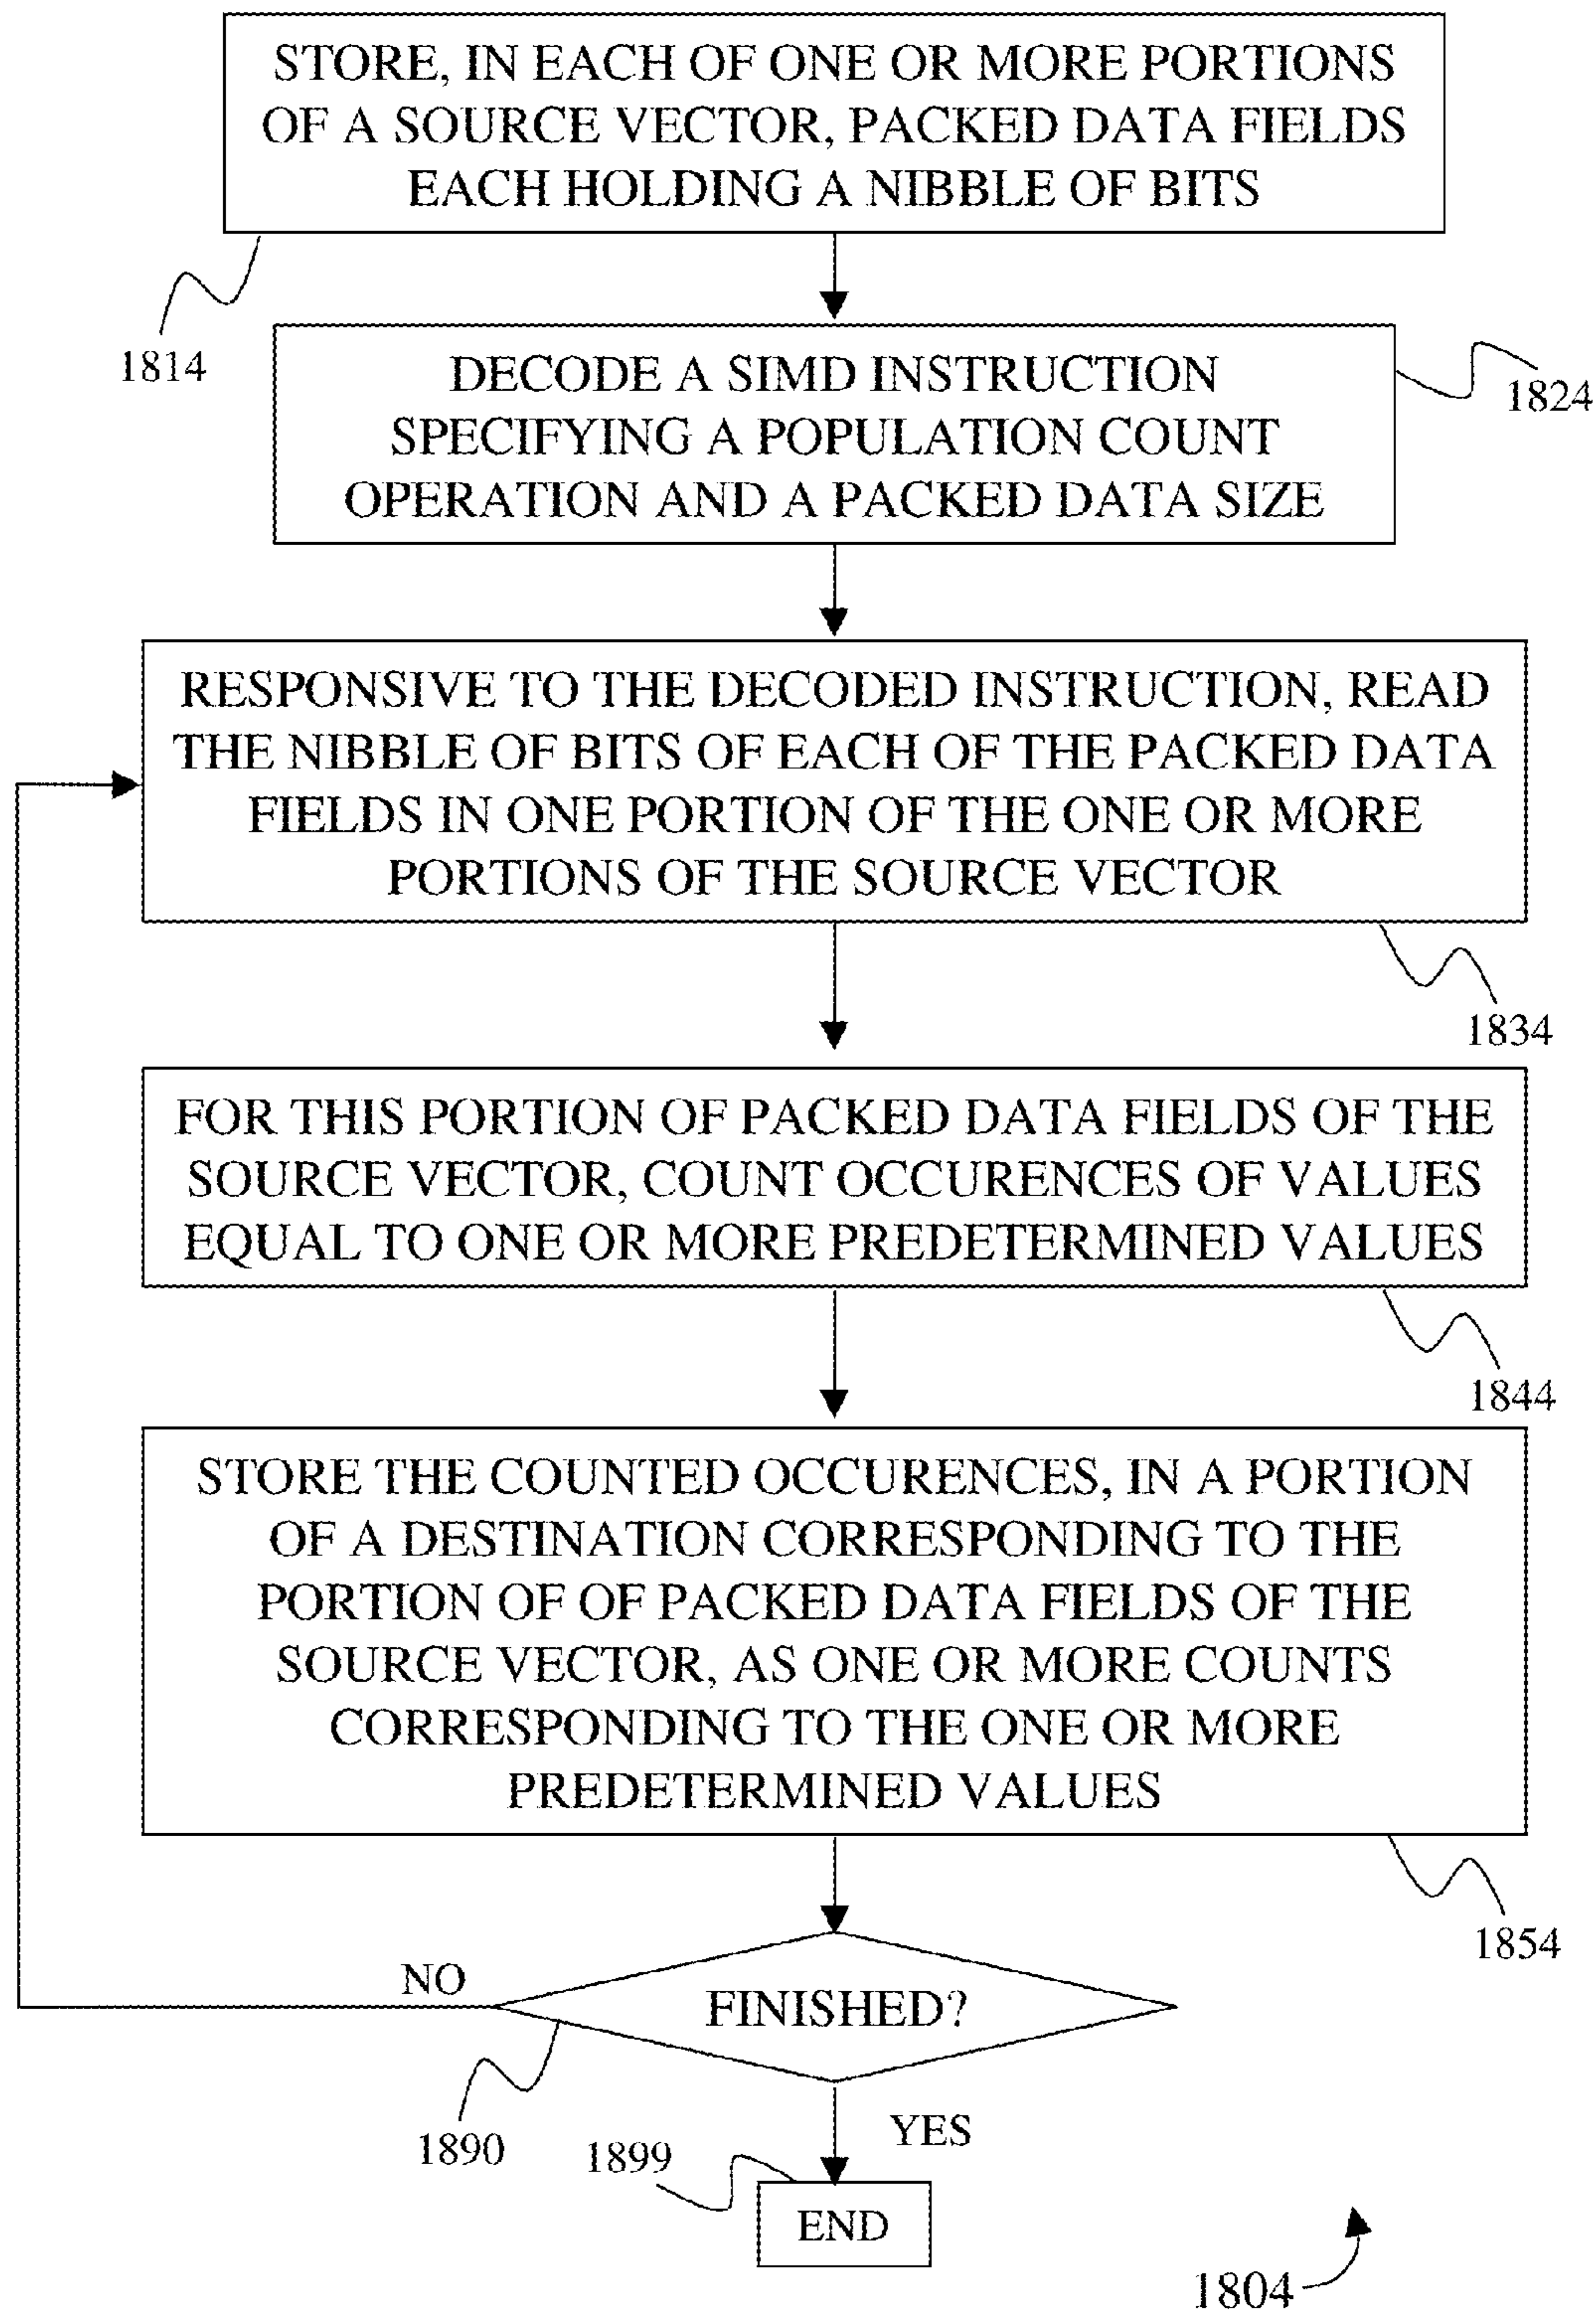 STORE, IN EACH OF ONE OR MORE PORTIONS
OF A SOURCE VECTOR, PACKED DATA FIELDS
EACH HOLDING A NIBBLE OF BITS
1814
DECODE A SIMD INSTRUCTION
SPECIFYING A POPULATION COUNT
OPERATION AND A PACKED DATA SIZE
1824
RESPONSIVE TO THE DECODED INSTRUCTION, READ
THE NIBBLE OF BITS OF EACH OF THE PACKED DATA
FIELDS IN ONE PORTION OF THE ONE OR MORE
PORTIONS OF THE SOURCE VECTOR
1834
FOR THIS PORTION OF PACKED DATA FIELDS OF THE
SOURCE VECTOR, COUNT OCCURENCES OF VALUES
EQUAL TO ONE OR MORE PREDETERMINED VALUES
1844
STORE THE COUNTED OCCURENCES, IN A PORTION
OF A DESTINATION CORRESPONDING TO THE
PORTION OF OF PACKED DATA FIELDS OF THE
SOURCE VECTOR, AS ONE OR MORE COUNTS
CORRESPONDING TO THE ONE OR MORE
PREDETERMINED VALUES
1854
NO
FINISHED?
1890
YES
1899
END
1804